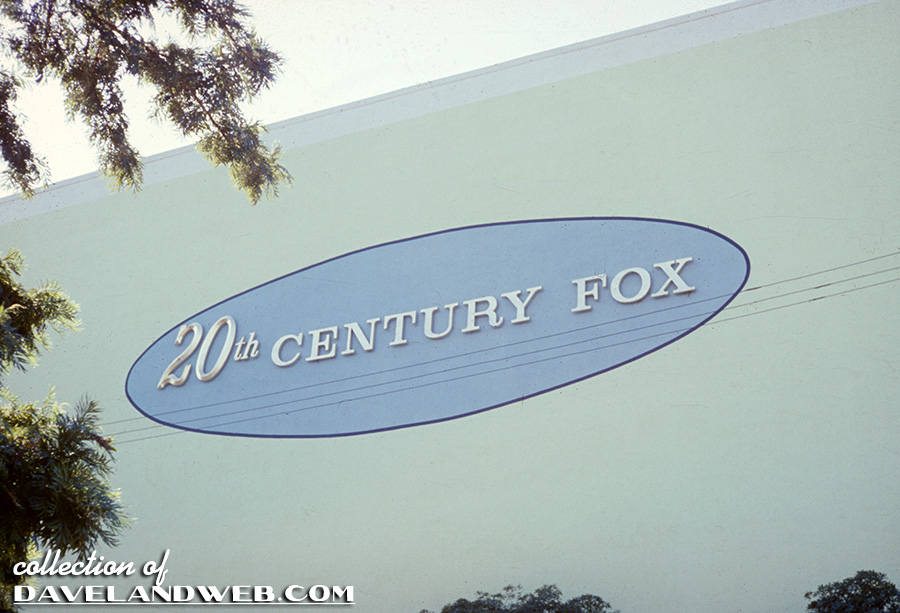 20th CENTURY FOX
collection of
DAVELANDWEB.COM